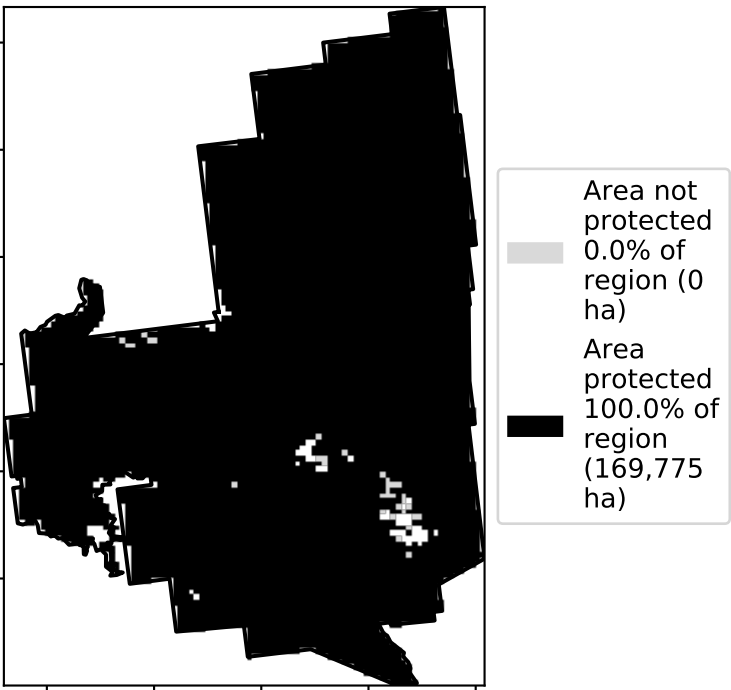 Area not
protected
0.0% of
region (0
ha)
Area
protected
100.0% of
region
(169,775
ha)